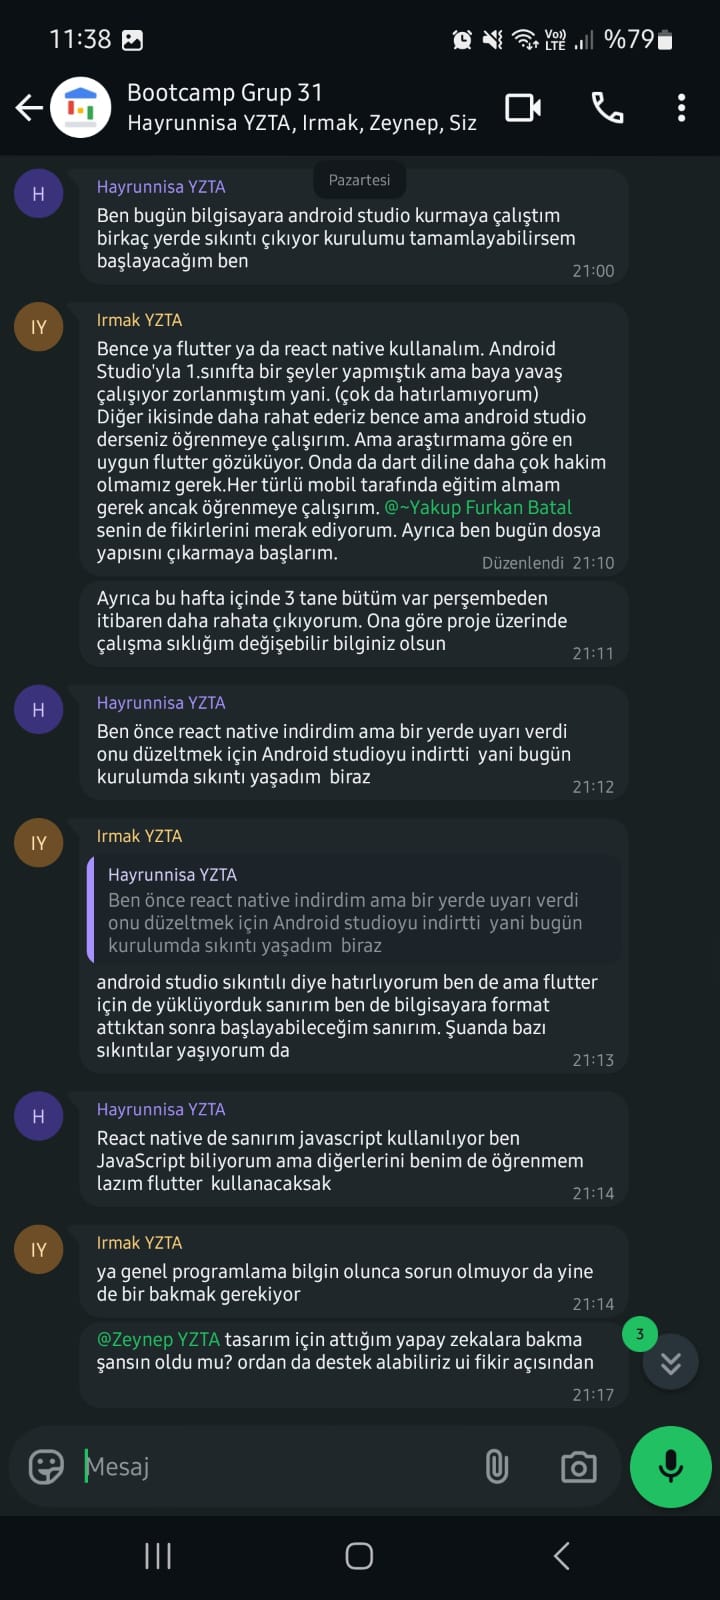 11:38
Vo)) LTE %79
Bootcamp Grup 31
Hayrunnisa YZTA, Irmak, Zeynep, Siz
Pazartesi
H
Hayrunnisa YZTA
Ben bugün bilgisayara android studio kurmaya çalıştım
birkaç yerde sıkıntı çıkıyor kurulumu tamamlayabilirsem
başlayacağım ben
21:00
IY
Irmak YZTA
Bence ya flutter ya da react native kullanalım. Android
Studio'yla 1.sınıfta bir şeyler yapmıştık ama baya yavaş
çalışıyor zorlanmıştım yani. (çok da hatırlamıyorum)
Diğer ikisinde daha rahat ederiz bence ama android studio
derseniz öğrenmeye çalışırım. Ama araştırmama göre en
uygun flutter gözüküyor. Onda da dart diline daha çok hakim
olmamız gerek.Her türlü mobil tarafında eğitim almam
gerek ancak öğrenmeye çalışırım. @~Yakup Furkan Batal
senin de fikirlerini merak ediyorum. Ayrıca ben bugün dosya
yapısını çıkarmaya başlarım.
Düzenlendi 21:10
Ayrıca bu hafta içinde 3 tane bütüm var perşembeden
itibaren daha rahata çıkıyorum. Ona göre proje üzerinde
çalışma sıklığım değişebilir bilginiz olsun
21:11
H
Hayrunnisa YZTA
Ben önce react native indirdim ama bir yerde uyarı verdi
onu düzeltmek için Android studioyu indirtti yani bugün
kurulumda sıkıntı yaşadım biraz
21:12
IY
Irmak YZTA
Hayrunnisa YZTA
Ben önce react native indirdim ama bir yerde uyarı verdi
onu düzeltmek için Android studioyu indirtti yani bugün
kurulumda sıkıntı yaşadım biraz
android studio sıkıntılı diye hatırlıyorum ben de ama flutter
için de yüklüyorduk sanırım ben de bilgisayara format
attıktan sonra başlayabileceğim sanırım. Şuanda bazı
sıkıntılar yaşıyorum da
21:13
H
Hayrunnisa YZTA
React native de sanırım javascript kullanılıyor ben
JavaScript biliyorum ama diğerlerini benim de öğrenmem
lazım flutter kullanacaksak
21:14
IY
Irmak YZTA
ya genel programlama bilgin olunca sorun olmuyor da yine
de bir bakmak gerekiyor
21:14
@Zeynep YZTA tasarım için attığım yapay zekalara bakma
şansın oldu mu? ordan da destek alabiliriz ui fikir açısından
21:17
3
Mesaj